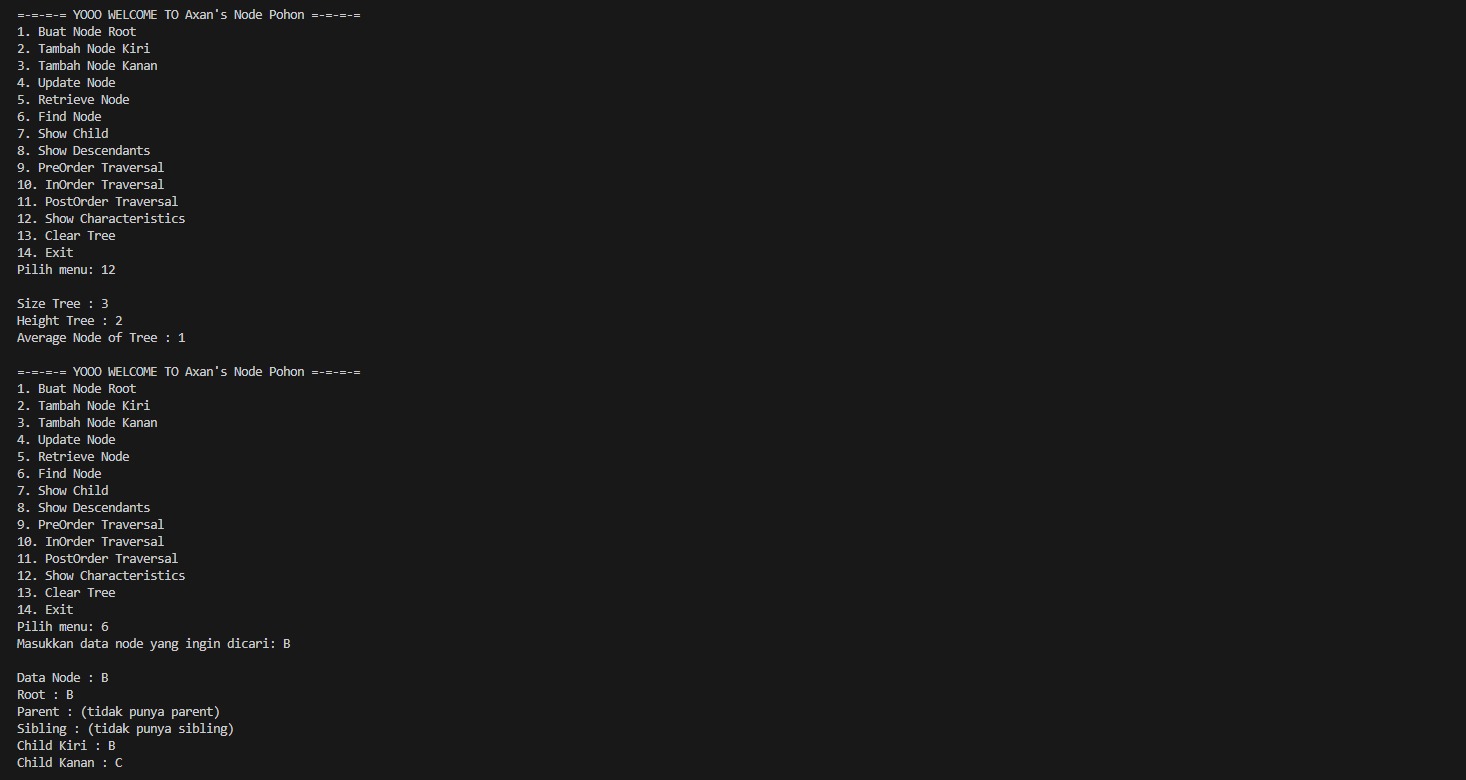 =-=-=-= YOOO WELCOME TO Axan's Node Pohon =-=-=-=
1. Buat Node Root
2. Tambah Node Kiri
3. Tambah Node Kanan
4. Update Node
5. Retrieve Node
6. Find Node
7. Show Child
8. Show Descendants
9. PreOrder Traversal
10. InOrder Traversal
11. PostOrder Traversal
12. Show Characteristics
13. Clear Tree
14. Exit
Pilih menu: 12
Size Tree : 3
Height Tree : 2
Average Node of Tree : 1
=-=-=-= YOOO WELCOME TO Axan's Node Pohon =-=-=-=
1. Buat Node Root
2. Tambah Node Kiri
3. Tambah Node Kanan
4. Update Node
5. Retrieve Node
6. Find Node
7. Show Child
8. Show Descendants
9. PreOrder Traversal
10. InOrder Traversal
11. PostOrder Traversal
12. Show Characteristics
13. Clear Tree
14. Exit
Pilih menu: 6
Masukkan data node yang ingin dicari: B
Data Node : B
Root : B
Parent : (tidak punya parent)
Sibling : (tidak punya sibling)
Child Kiri : B
Child Kanan : C